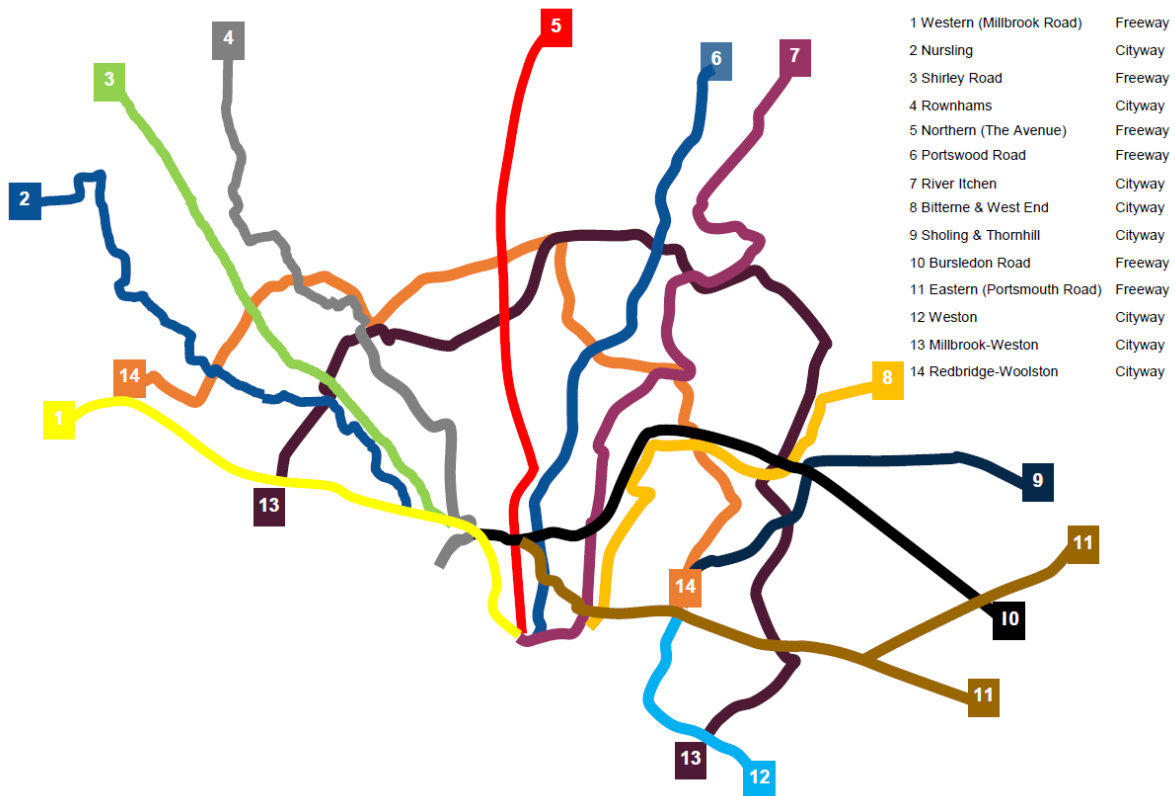 5
4
6
7
3
2
14
8
1
13
9
11
14
10
11
13
12
1 Western (Millbrook Road) Freeway
2 Nursling Cityway
3 Shirley Road Freeway
4 Rownhams Cityway
5 Northern (The Avenue) Freeway
6 Portswood Road Freeway
7 River Itchen Cityway
8 Bitterne & West End Cityway
9 Sholing & Thornhill Cityway
10 Bursledon Road Freeway
11 Eastern (Portsmouth Road) Freeway
12 Weston Cityway
13 Millbrook-Weston Cityway
14 Redbridge-Woolston Cityway